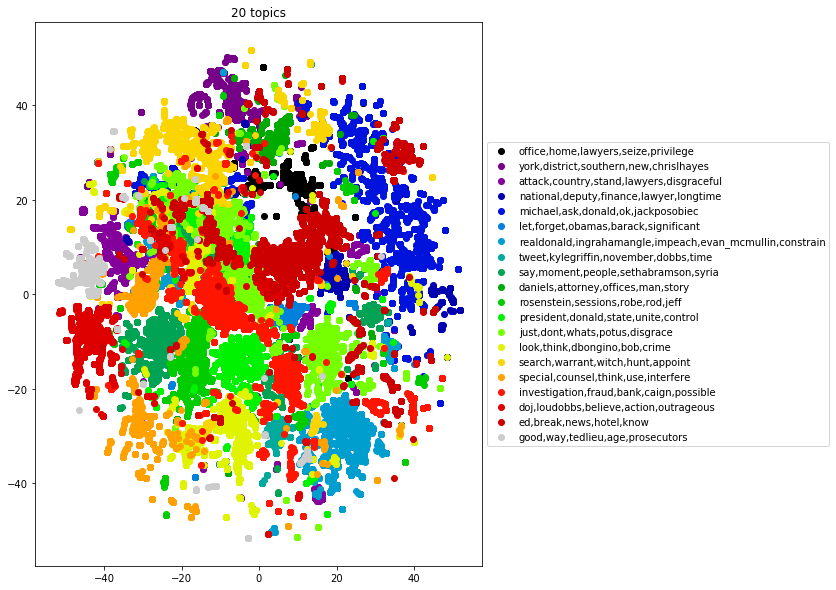 20 topics
40
20
0
−20
−40
−40
−20
0
20
40
office,home,lawyers,seize,privilege
york,district,southern,new,chrislhayes
attack,country,stand,lawyers,disgraceful
national,deputy,finance,lawyer,longtime
michael,ask,donald,ok,jackposobiec
let,forget,obamas,barack,significant
realdonald,ingrahamangle,impeach,evan_mcmullin,constrain
tweet,kylegriffin,november,dobbs,time
say,moment,people,sethabramson,syria
daniels,attorney,offices,man,story
rosenstein,sessions,robe,rod,jeff
president,donald,state,unite,control
just,dont,whats,potus,disgrace
look,think,dbongino,bob,crime
search,warrant,witch,hunt,appoint
special,counsel,think,use,interfere
investigation,fraud,bank,caign,possible
doj,loudobbs,believe,action,outrageous
ed,break,news,hotel,know
good,way,tedlieu,age,prosecutors